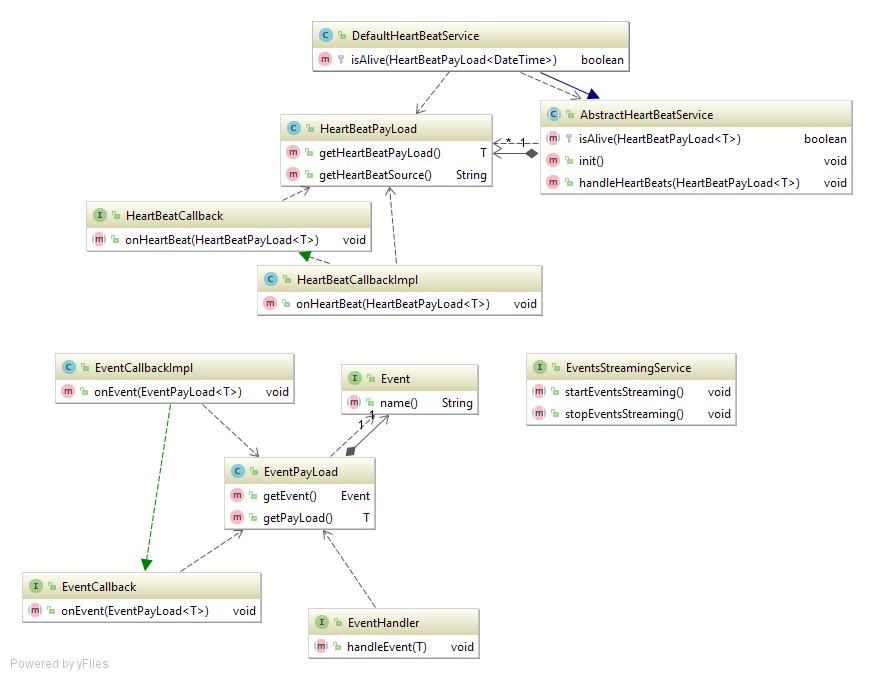 C DefaultHeartBeatService
m isAlive(HeartBeatPayLoad<DateTime>) boolean
C HeartBeatPayLoad
m getHeartBeatPayLoad() T
m getHeartBeatSource() String
* 1
C AbstractHeartBeatService
m isAlive(HeartBeatPayLoad<T>) boolean
m init() void
m handleHeartBeats(HeartBeatPayLoad<T>) void
I HeartBeatCallback
m onHeartBeat(HeartBeatPayLoad<T>) void
C HeartBeatCallbackImpl
m onHeartBeat(HeartBeatPayLoad<T>) void
C EventCallbackImpl
m onEvent(EventPayLoad<T>) void
I Event
m name() String
I EventsStreamingService
m startEventsStreaming() void
m stopEventsStreaming() void
1
1
C EventPayLoad
m getEvent() Event
m getPayLoad() T
I EventCallback
m onEvent(EventPayLoad<T>) void
I EventHandler
m handleEvent(T) void
Powered by yFiles